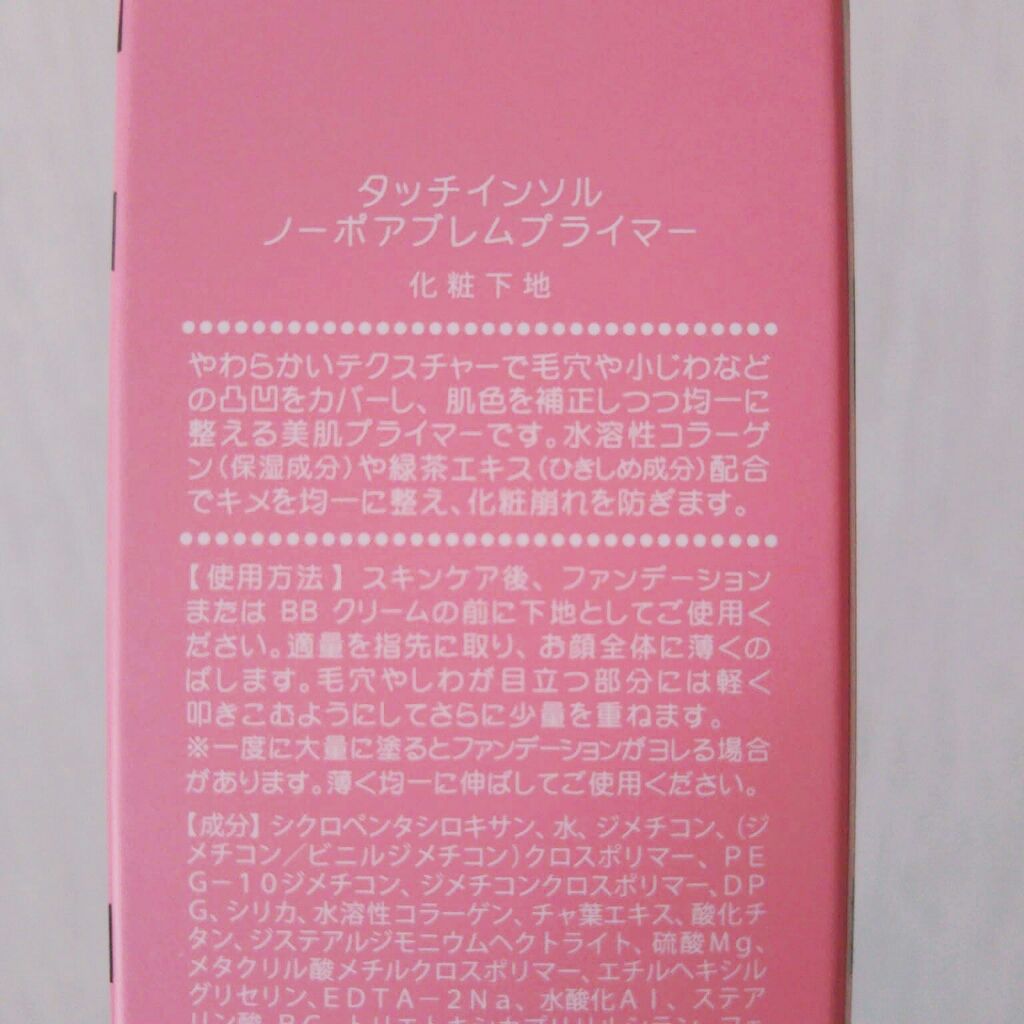 タッチインソル
ノーポアブレムプライマー
化粧下地
やわらかいテクスチャーで毛穴や小じわなど
の凸凹をカバーし、肌色を補正しつつ均一に
整える美肌プライマーです。水溶性コラーゲ
ン(保湿成分)や緑茶エキス(ひきしめ成分)配合
でキメを均一に整え、化粧崩れを防ぎます。
【使用方法】スキンケア後、ファンデーション
または BB クリームの前に下地としてご使用く
ださい。適量を指先に取り、お顔全体に薄くの
ばします。毛穴やしわが目立つ部分には軽く
叩きこむようにしてさらに少量を重ねます。
※一度に大量に塗るとファンデーションがヨレる場合
があります。薄く均一に伸ばしてご使用ください。
【成分】シクロペンタシロキサン、水、ジメチコン、(ジ
メチコン/ビニルジメチコン)クロスポリマー、PE
G-10ジメチコン、ジメチコンクロスポリマー、DP
G、シリカ、水溶性コラーゲン、チャ葉エキス、酸化チ
タン、ジステアルジモニウムヘクトライト、硫酸Mg、
メタクリル酸メチルクロスポリマー、エチルヘキシル
グリセリン、EDTA-2Na、水酸化Al、ステア
リン酸、BG、トリエトキシカプリリルシラン、フェ